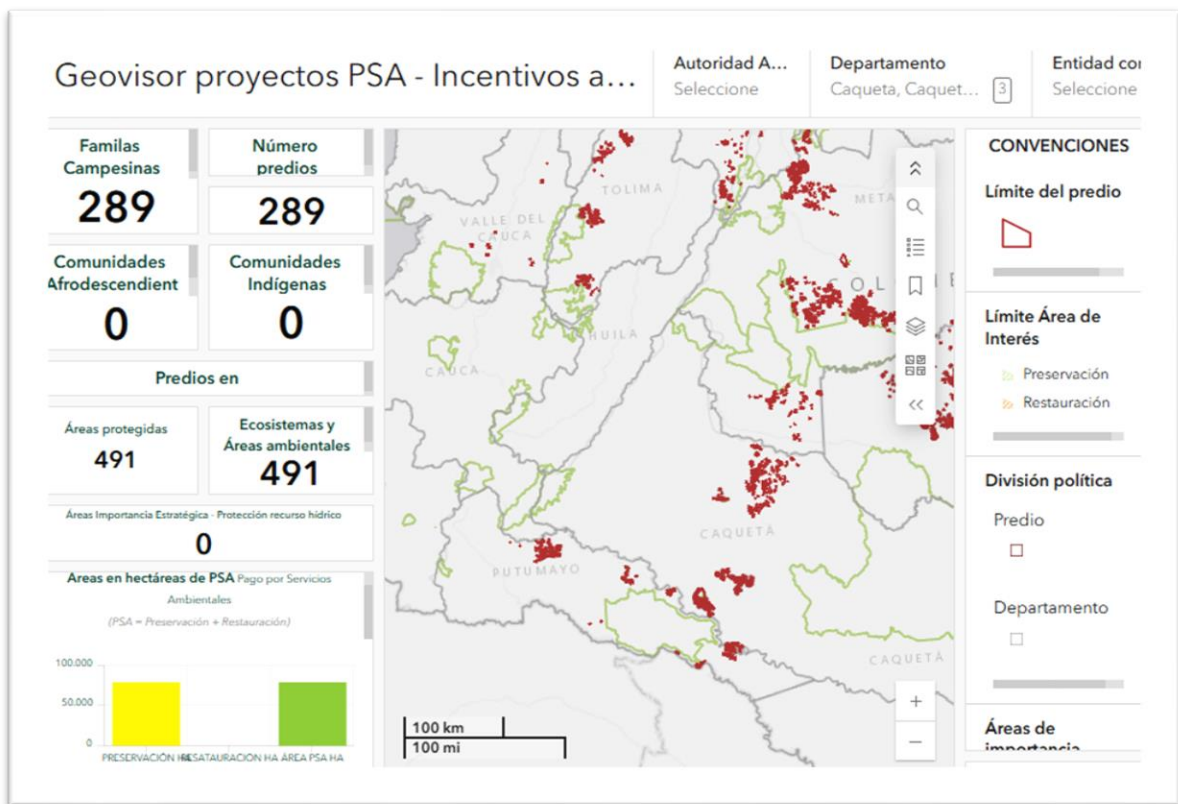 Geovisor proyectos PSA - Incentivos a...
Autoridad A...
Seleccione
Departamento
Caqueta, Caquet...
3
Entidad con
Seleccione
Familas
Campesinas
289
Número
predios
289
Comunidades
Afrodescendient
0
Comunidades
Indígenas
0
Predios en
Áreas protegidas
491
Ecosistemas y
Áreas ambientales
491
Áreas Importancia Estratégica - Protección recurso hídrico
0
Areas en hectáreas de PSA Pago por Servicios
Ambientales
(PSA = Preservación + Restauración)
100.000
50.000
0
PRESERVACIÓN HA
RESATAURACION HA
ÁREA PSA HA
TOLIMA
META
VALLE DEL
CAUCA
HUILA
CAUCA
CAQUETÁ
PUTUMAYO
CAQUETÁ
100 km
100 mi
CONVENCIONES
Límite del predio
Límite Área de
Interés
Preservación
Restauración
División política
Predio
Departamento
Áreas de
importancia